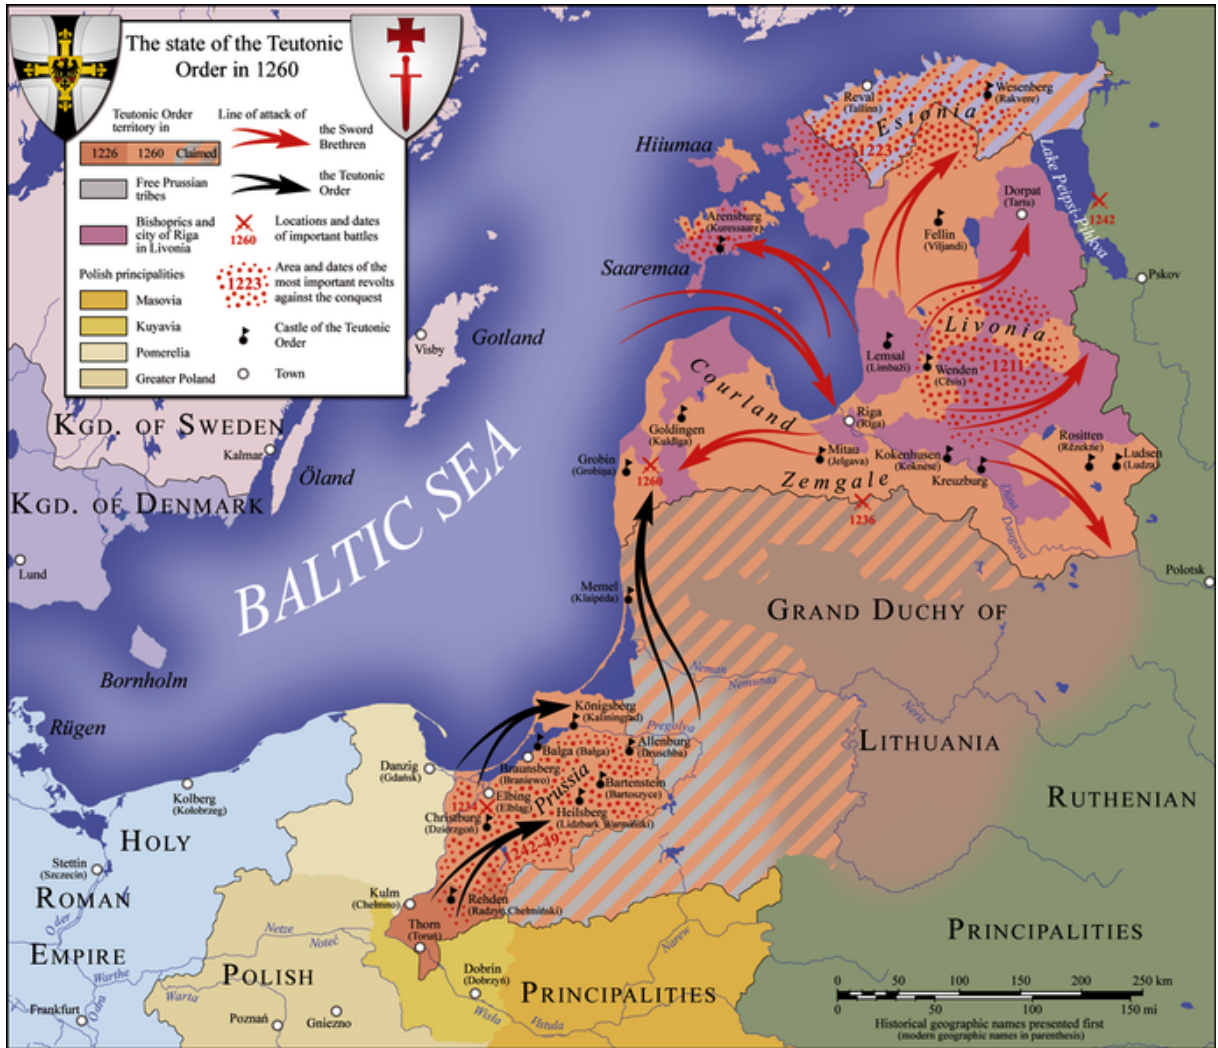 The state of the Teutonic
Order in 1260
Teutonic Order
territory in
1226 1260 Claimed
Free Prussian
tribes
Bishoprics and
city of Riga
in Livonia
Polish principalities
Masovia
Kuyavia
Pomerelia
Greater Poland
Line of attack of
the Sword
Brethren
the Teutonic
Order
1260
Locations and dates
of important battles
1223
Area and dates of the
most important revolts
against the conquest
Castle of the Teutonic
Order
Town
Reval
(Tallinn)
Wesenberg
(Rakvere)
Estonia
1223
Hiiumaa
Lake Peipsi-Pihkva
Dorpat
(Tartu)
1242
Arensburg
(Kuressaare)
Fellin
(Viljandi)
Saaremaa
Pskov
Gotland
Visby
Livonia
Lemsal
(Limbaži)
Wenden
(Cēsis)
1211
Courland
Riga
(Rīga)
Goldingen
(Kuldīga)
KGD. OF SWEDEN
Kalmar
Öland
Grobin
(Grobiņa)
1260
Mitau
(Jelgava)
Kokenhusen
(Koknese)
Kreuzburg
Rositten
(Rēzekne)
Ludsen
(Ludza)
Zemgale
1236
Düna
Daugava
KGD. OF DENMARK
Lund
BALTIC SEA
Memel
(Klaipėda)
Polotsk
GRAND DUCHY OF
LITHUANIA
Neman
Nemunas
Neris
Bornholm
Rügen
Königsberg
(Kaliningrad)
Pregolya
Balga (Balga)
Allenburg
(Druschba)
Danzig
(Gdańsk)
Braunsberg
(Braniewo)
Prussia
Bartenstein
(Bartoszyce)
Elbing
(Elbląg)
1234
Christburg
(Dzierzgoń)
Heilsberg
(Lidzbark Warmiński)
1242-49
Kolberg
(Kołobrzeg)
HOLY
ROMAN
EMPIRE
Stettin
(Szczecin)
Oder
Kulm
(Chełmno)
Rehden
(Radzyń Chełmiński)
Thorn
(Toruń)
Netze
Noteć
Warthe
Warta
Odra
Frankfurt
POLISH
PRINCIPALITIES
Dobrin
(Dobrzyń)
Poznań
Gniezno
Wisła
Vistula
Narew
RUTHENIAN
PRINCIPALITIES
0 50 100 150 200 250 km
0 50 100 150 mi
Historical geographic names presented first
(modern geographic names in parenthesis)